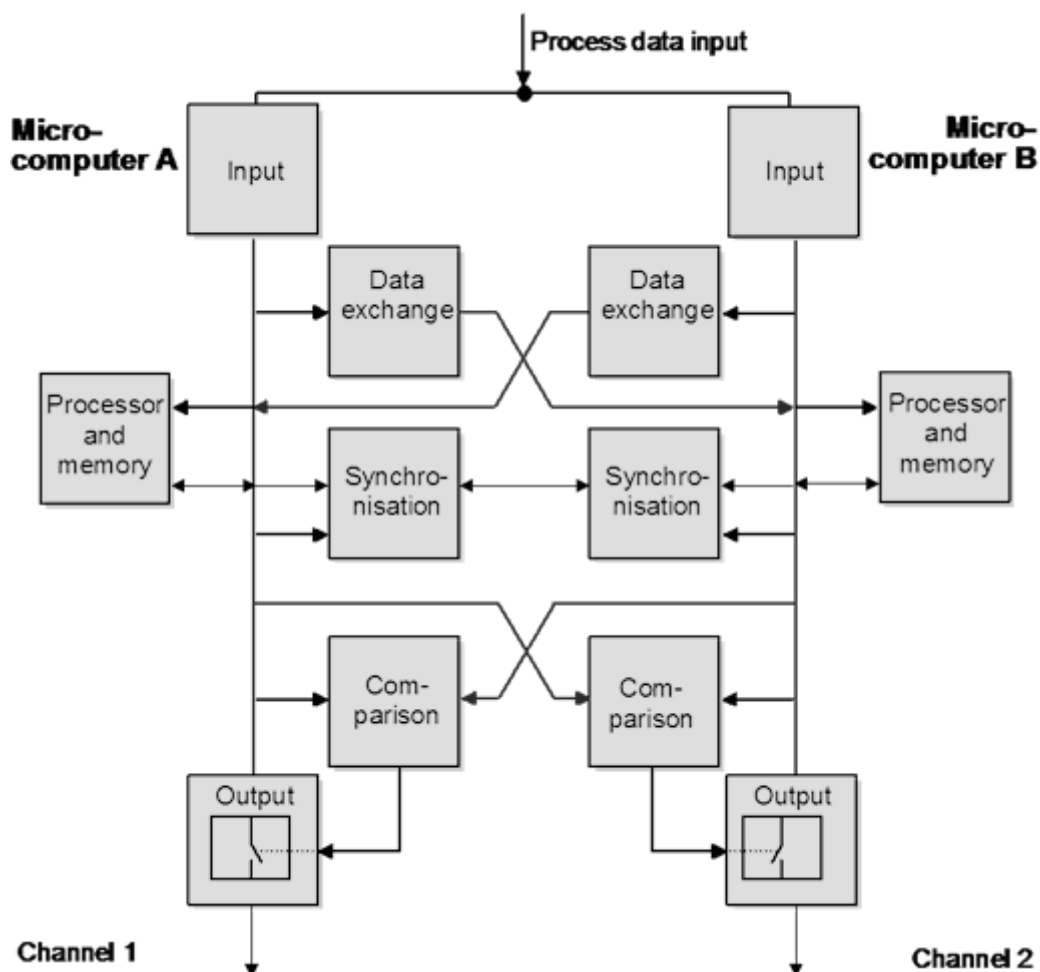 Process data input
Micro-
computer A
Micro-
computer B
Input
Input
Data
exchange
Data
exchange
Processor
and
memory
Processor
and
memory
Synchro-
nisation
Synchro-
nisation
Com-
parison
Com-
parison
Output
Output
Channel 1
Channel 2